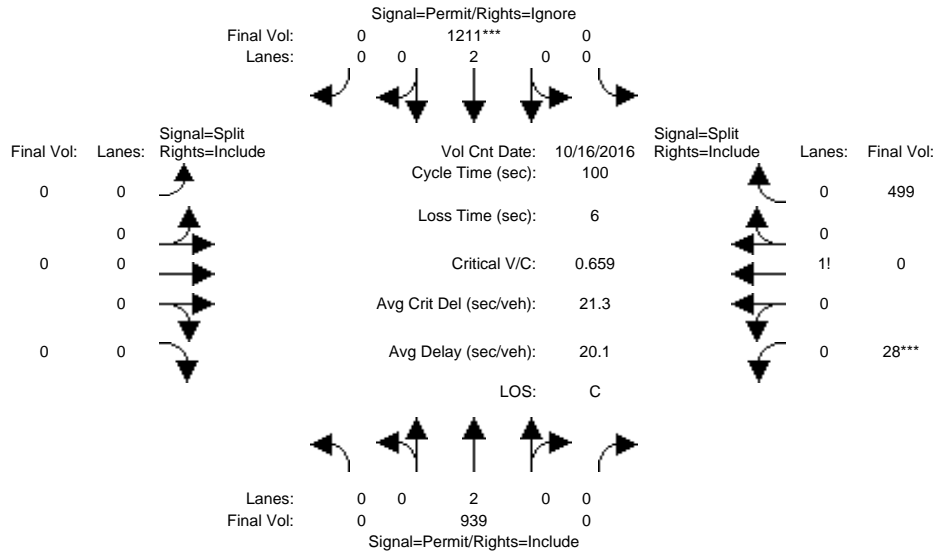 Signal=Permit/Rights=Ignore
Final Vol: 0 1211*** 0
Lanes: 0 0 2 0 0
Signal=Split Signal=Split
Final Vol: Lanes: Rights=Include Vol Cnt Date: 10/16/2016 Rights=Include Lanes: Final Vol:
Cycle Time (sec): 100
0 0 0 499
Loss Time (sec): 6
0 0
0 0 Critical V/C: 0.659 1! 0
0 Avg Crit Del (sec/veh): 21.3 0
0 0 Avg Delay (sec/veh): 20.1 0 28***
LOS: C
Lanes: 0 0 2 0 0
Final Vol: 0 939 0
Signal=Permit/Rights=Include